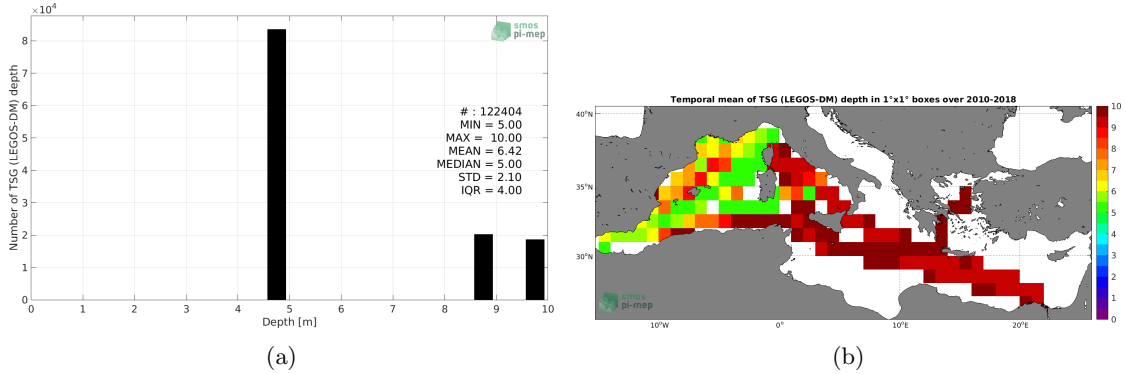 ×10⁴
8
7
6
5
4
3
2
1
0
Number of TSG (LEGOS-DM) depth
smos
pi-mep
# : 122404
MIN = 5.00
MAX = 10.00
MEAN = 6.42
MEDIAN = 5.00
STD = 2.10
IQR = 4.00
0 1 2 3 4 5 6 7 8 9 10
Depth [m]
(a)
Temporal mean of TSG (LEGOS-DM) depth in 1°x1° boxes over 2010-2018
40°N
35°N
30°N
10°W 0° 10°E 20°E
smos
pi-mep
10
9
8
7
6
5
4
3
2
1
0
(b)